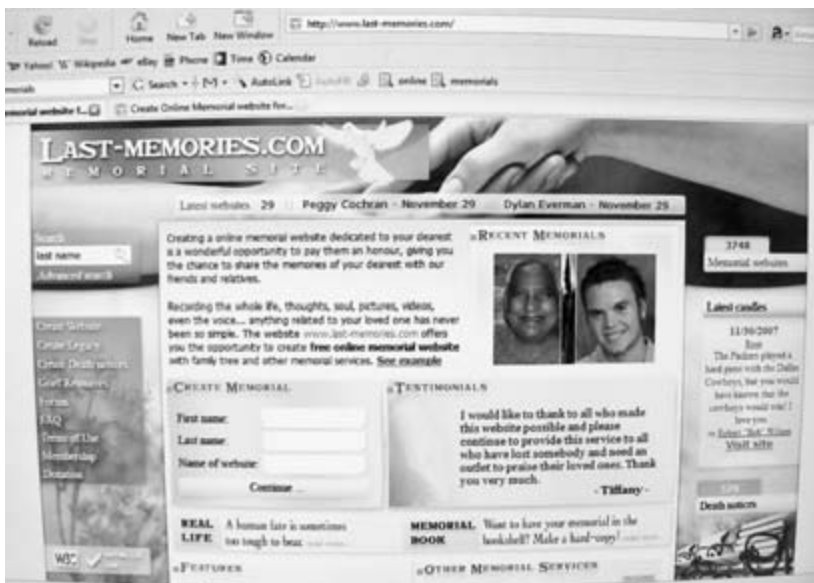 http://www.last-memories.com/
Reload
Home
New Tab
New Window
Yahoo! Wikipedia eBay Phone Time Calendar
Search
AutoLink
online
memorials
Create Online Memorial website for...
LAST-MEMORIES.COM
MEMORIAL SITE
Latest websites 29 Peggy Cochran - November 29 Dylan Everman - November 29
Search
last name
Advanced search
Create Website
Create Legacy
Create Death notices
Grief Resources
Forum
FAQ
Terms of Use
Membership
Donation
W3C
Creating a online memorial website dedicated to your dearest
is a wonderful opportunity to pay them an honour, giving you
the chance to share the memories of your dearest with our
friends and relatives.
Recording the whole life, thoughts, soul, pictures, videos,
even the voice... anything related to your loved one has never
been so simple. The website www.last-memories.com offers
you the opportunity to create free online memorial website
with family tree and other memorial services. See example
RECENT MEMORIALS
CREATE MEMORIAL
First name:
Last name:
Name of website:
Continue ...
TESTIMONIALS
I would like to thank to all who made
this website possible and please
continue to provide this service to all
who have lost somebody and need an
outlet to praise their loved ones. Thank
you very much.
- Tiffany -
REAL LIFE
A human fate is sometimes
too tough to bear.
MEMORIAL BOOK
Want to have your memorial in the
bookshelf? Make a hard-copy!
FEATURES
OTHER MEMORIAL SERVICES
3748
Memorial websites
Latest candles
11/30/2007
The Packers played a
hard game with the Dallas
Cowboys, but you would
have known that the
cowboys would win! I
love you.
Visit site
Death notices